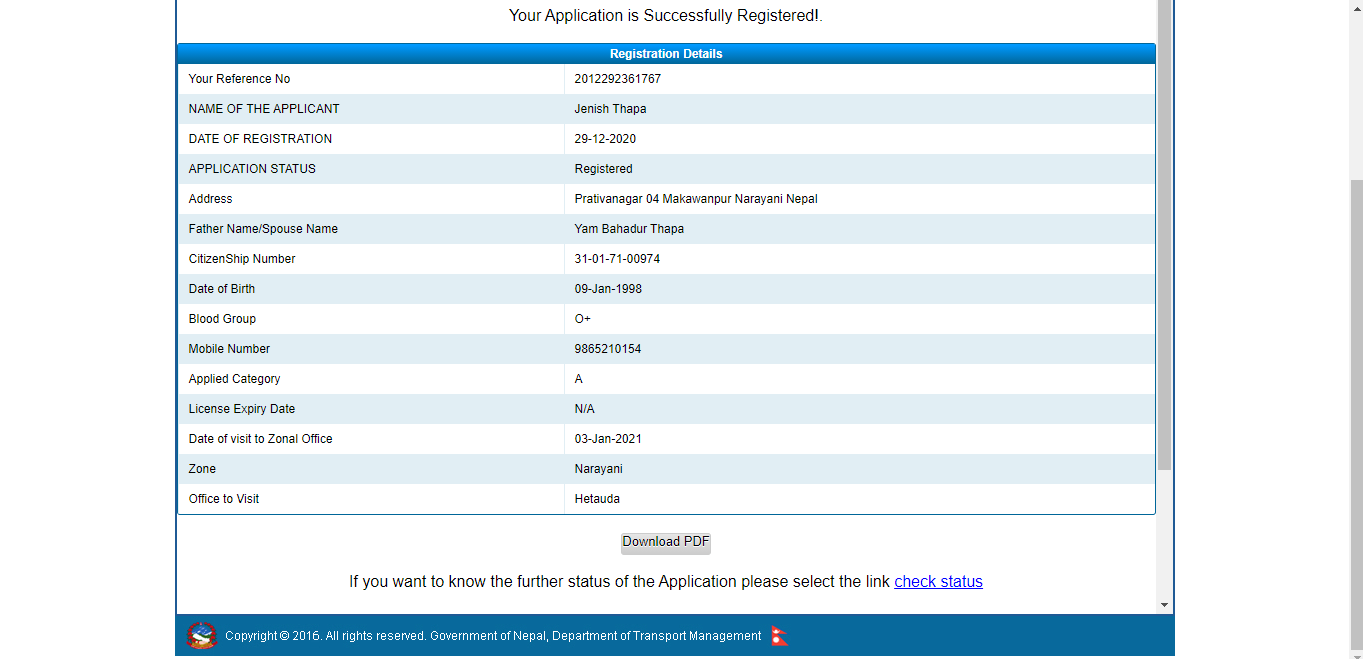 Your Application is Successfully Registered!.
Registration Details
Your Reference No 2012292361767
NAME OF THE APPLICANT Jenish Thapa
DATE OF REGISTRATION 29-12-2020
APPLICATION STATUS Registered
Address Prativanagar 04 Makawanpur Narayani Nepal
Father Name/Spouse Name Yam Bahadur Thapa
CitizenShip Number 31-01-71-00974
Date of Birth 09-Jan-1998
Blood Group O+
Mobile Number 9865210154
Applied Category A
License Expiry Date N/A
Date of visit to Zonal Office 03-Jan-2021
Zone Narayani
Office to Visit Hetauda
Download PDF
If you want to know the further status of the Application please select the link check status
Copyright © 2016. All rights reserved. Government of Nepal, Department of Transport Management